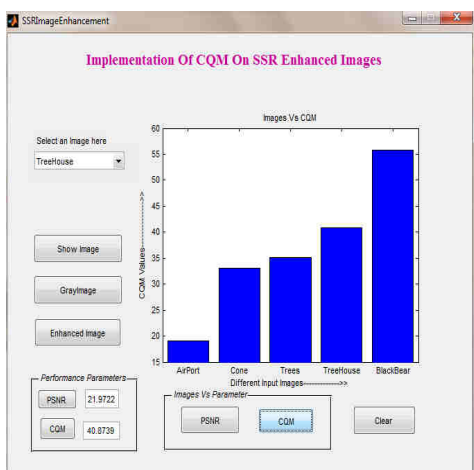 SSRImageEnhancement
Implementation Of CQM On SSR Enhanced Images
Select an Image here
TreeHouse
Show Image
GrayImage
Enhanced Image
Performance Parameters
PSNR 21.9722
CQM 40.8739
Images Vs CQM
60
55
50
45
40
35
30
25
20
15
CQM Values------------->>
AirPort Cone Trees TreeHouse BlackBear
Different Input Images------------->>
Images Vs Parameter
PSNR CQM
Clear